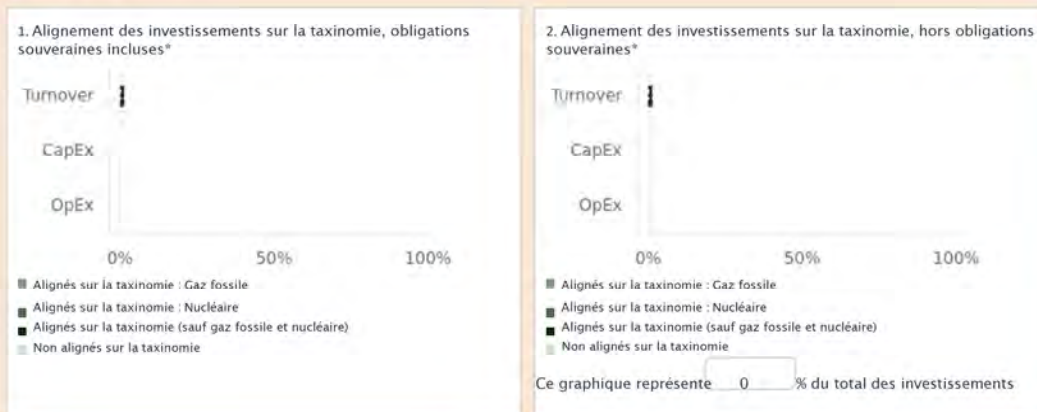 1. Alignement des investissements sur la taxinomie, obligations
souveraines incluses*
Turnover
CapEx
OpEx
0% 50% 100%
Alignés sur la taxinomie : Gaz fossile
Alignés sur la taxinomie : Nucléaire
Alignés sur la taxinomie (sauf gaz fossile et nucléaire)
Non alignés sur la taxinomie
2. Alignement des investissements sur la taxinomie, hors obligations
souveraines*
Turnover
CapEx
OpEx
0% 50% 100%
Alignés sur la taxinomie : Gaz fossile
Alignés sur la taxinomie : Nucléaire
Alignés sur la taxinomie (sauf gaz fossile et nucléaire)
Non alignés sur la taxinomie
Ce graphique représente 0 % du total des investissements